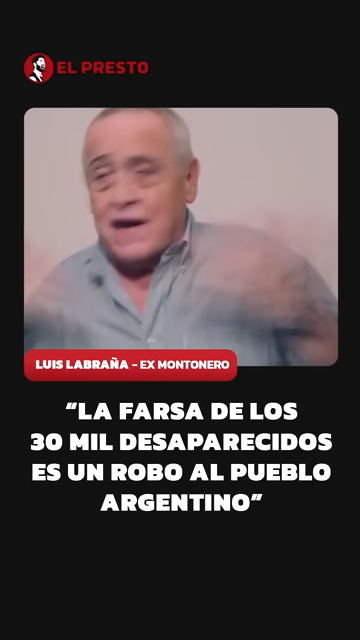 EL PRESTO
LUIS LABRAÑA - EX MONTONERO
"LA FARSA DE LOS
30 MIL DESAPARECIDOS
ES UN ROBO AL PUEBLO
ARGENTINO"